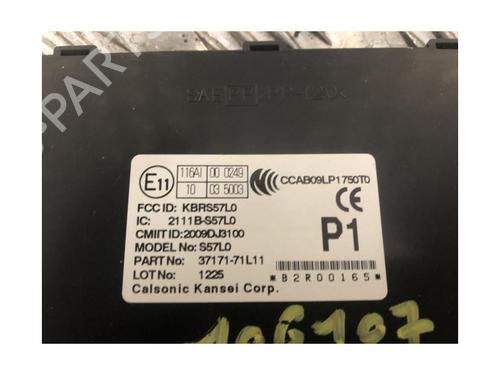 E11
116AI 00 0249
10 03 5003
CCAB09LP1750T0
CE
FCC ID: KBRS57L0
IC: 2111B-S57L0
CMIIT ID:2009DJ3100
MODEL No: S57L0
PART No: 37171-71L11
LOT No: 1225
Calsonic Kansei Corp.
P1
*B2R00165*
106107